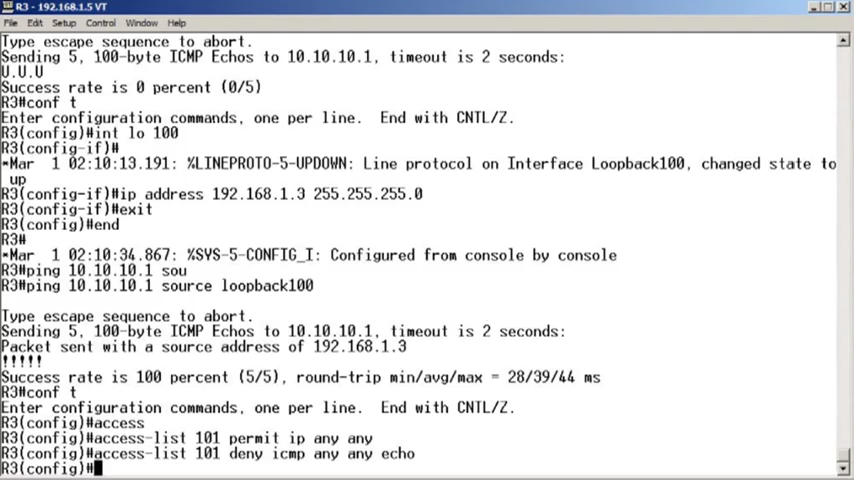 R3 - 192.168.1.5 VT
File Edit Setup Control Window Help
Type escape sequence to abort.
Sending 5, 100-byte ICMP Echos to 10.10.10.1, timeout is 2 seconds:
U.U.U
Success rate is 0 percent (0/5)
R3#conf t
Enter configuration commands, one per line.  End with CNTL/Z.
R3(config)#int lo 100
R3(config-if)#
*Mar  1 02:10:13.191: %LINEPROTO-5-UPDOWN: Line protocol on Interface Loopback100, changed state to
up
R3(config-if)#ip address 192.168.1.3 255.255.255.0
R3(config-if)#exit
R3(config)#end
R3#
*Mar  1 02:10:34.867: %SYS-5-CONFIG_I: Configured from console by console
R3#ping 10.10.10.1 sou
R3#ping 10.10.10.1 source loopback100
Type escape sequence to abort.
Sending 5, 100-byte ICMP Echos to 10.10.10.1, timeout is 2 seconds:
Packet sent with a source address of 192.168.1.3
!!!!!
Success rate is 100 percent (5/5), round-trip min/avg/max = 28/39/44 ms
R3#conf t
Enter configuration commands, one per line.  End with CNTL/Z.
R3(config)#access
R3(config)#access-list 101 permit ip any any
R3(config)#access-list 101 deny icmp any any echo
R3(config)#